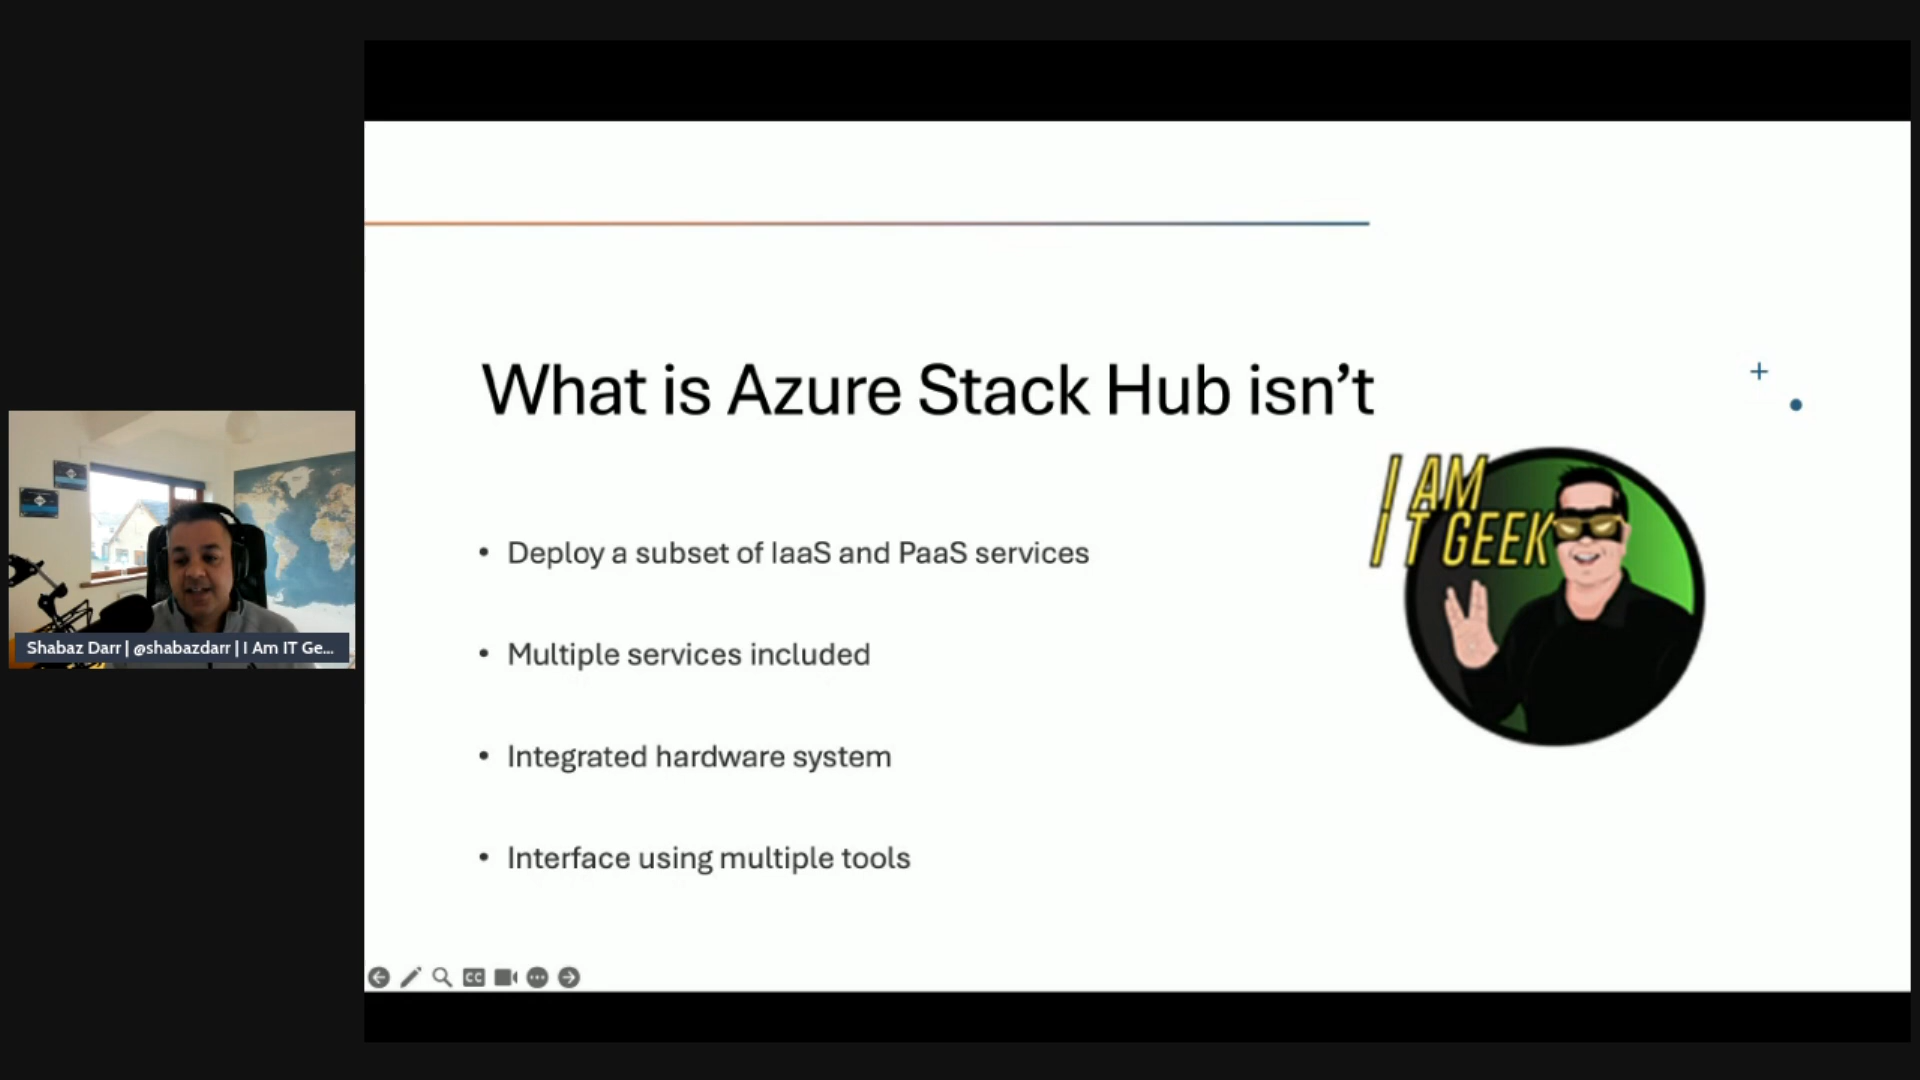 What is Azure Stack Hub isn’t
I AM
IT GEEK
• Deploy a subset of IaaS and PaaS services
• Multiple services included
• Integrated hardware system
• Interface using multiple tools
Shabaz Darr | @shabazdarr | I Am IT Ge...
CC